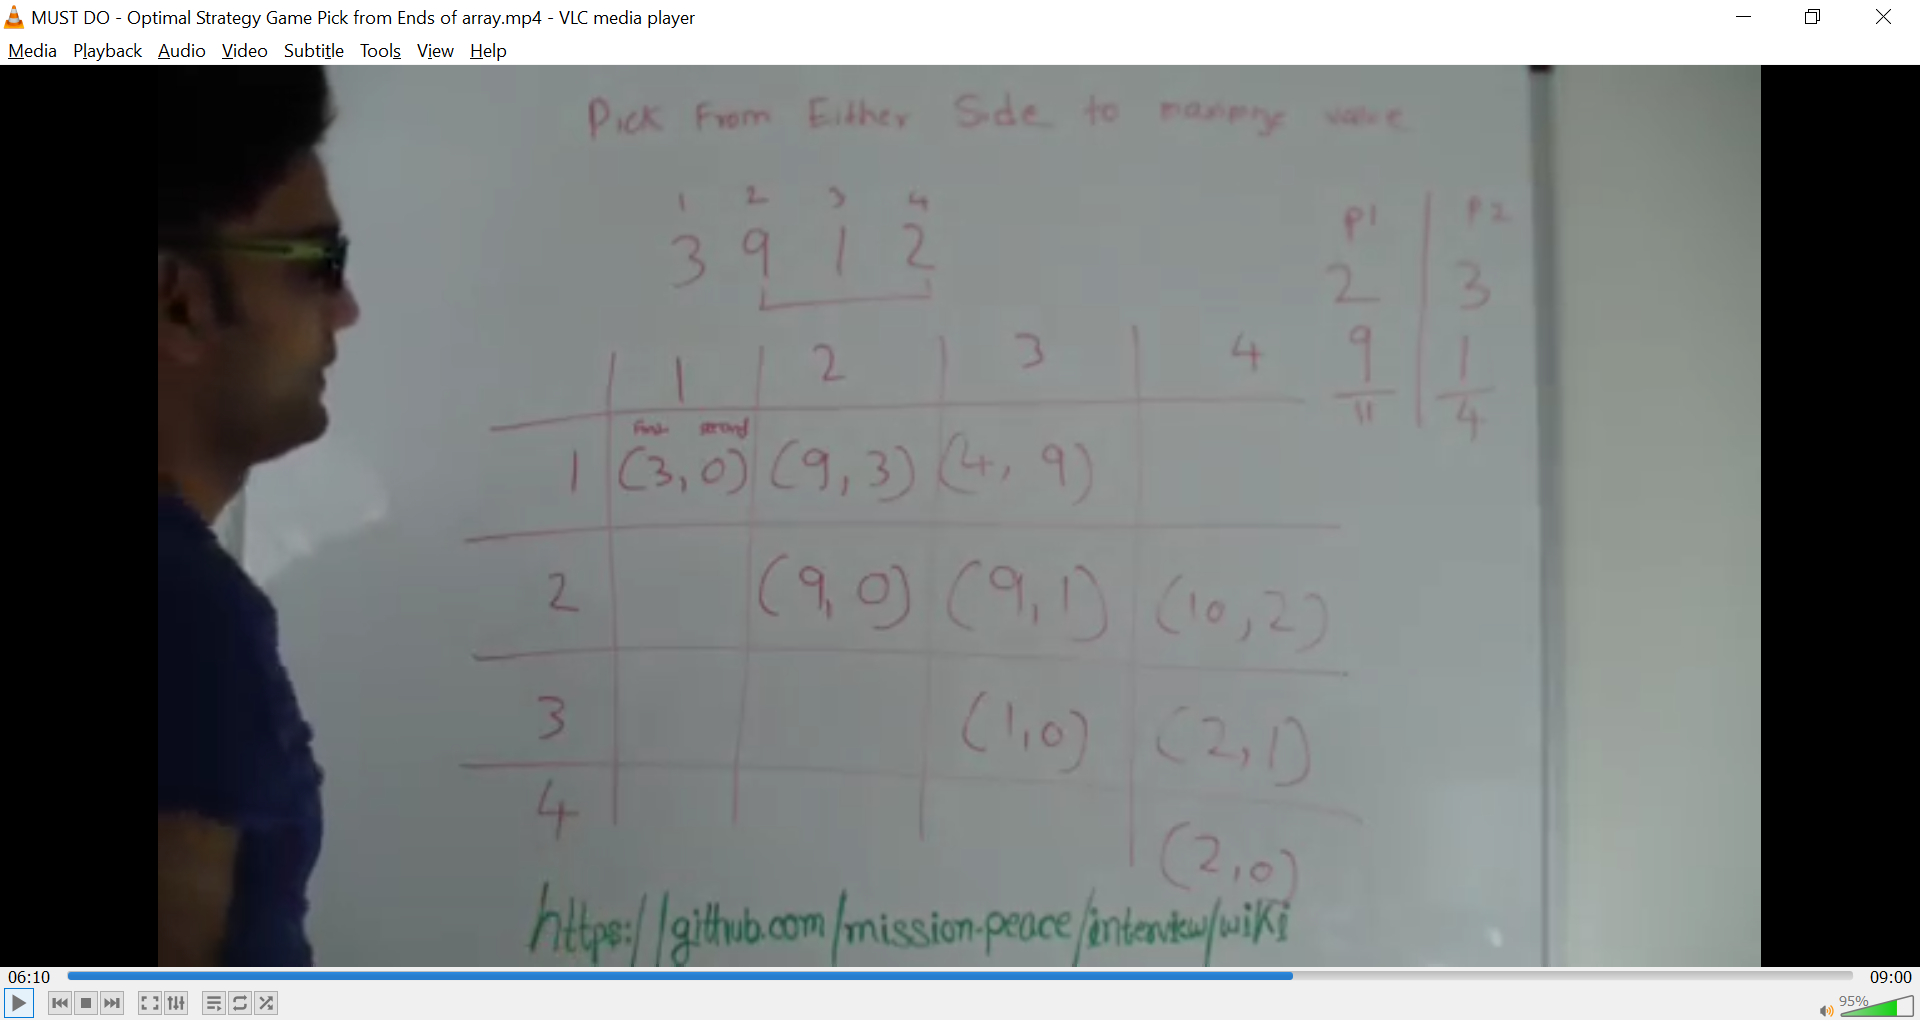 MUST DO - Optimal Strategy Game Pick from Ends of array.mp4 - VLC media player
Media Playback Audio Video Subtitle Tools View Help
Pick From Either Side to value
1 2 3 4
3 9 1 2
P1 P2
2 3
9 1
11 4
1 2 3 4
First second
1 (3,0) (9,3) (4,9)
2 (9,0) (9,1) (10,2)
3 (1,0) (2,1)
4 (2,0)
https://github.com/mission-peace/interview/wiki
06:10 09:00
95%